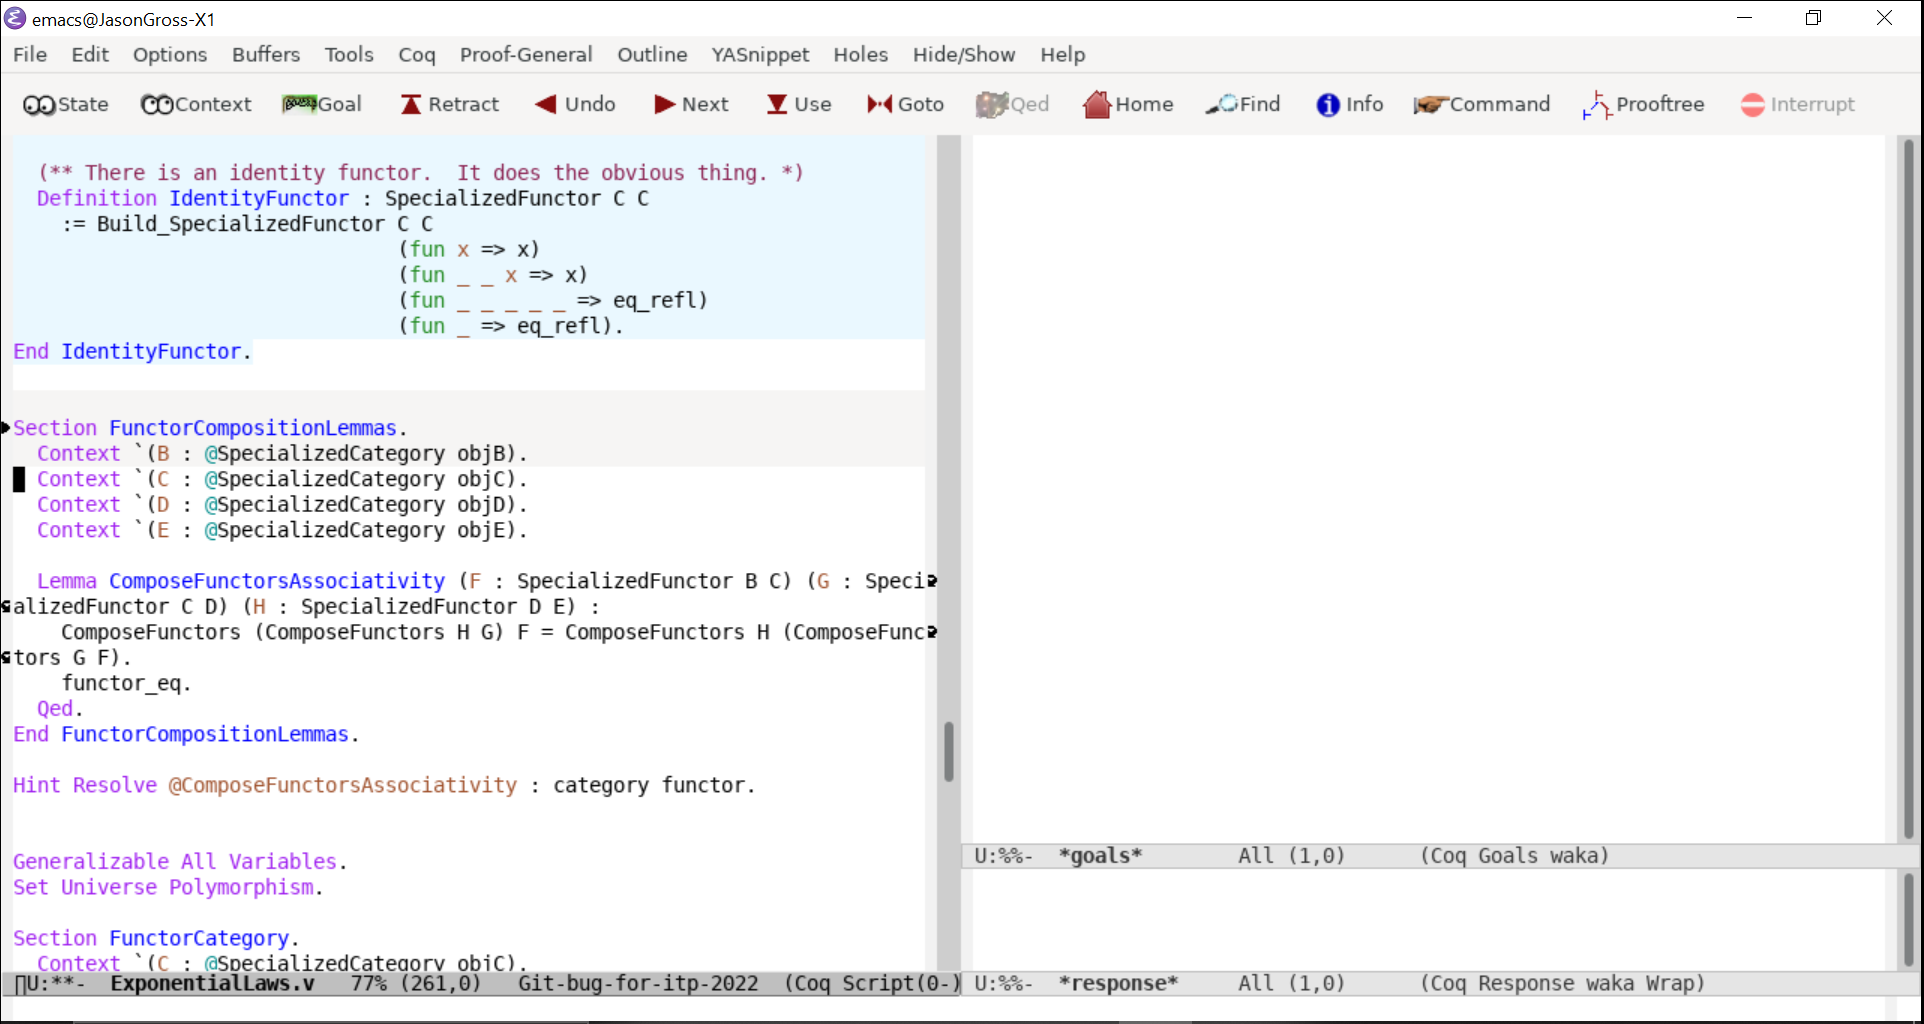 emacs@JasonGross-X1
File Edit Options Buffers Tools Coq Proof-General Outline YASnippet Holes Hide/Show Help
State Context Goal Retract Undo Next Use Goto Qed Home Find Info Command Prooftree Interrupt
(** There is an identity functor.  It does the obvious thing. *)
Definition IdentityFunctor : SpecializedFunctor C C
:= Build_SpecializedFunctor C C
(fun x => x)
(fun _ _ x => x)
(fun _ _ _ _ _ => eq_refl)
(fun _ => eq_refl).
End IdentityFunctor.
Section FunctorCompositionLemmas.
Context `(B : @SpecializedCategory objB).
Context `(C : @SpecializedCategory objC).
Context `(D : @SpecializedCategory objD).
Context `(E : @SpecializedCategory objE).
Lemma ComposeFunctorsAssociativity (F : SpecializedFunctor B C) (G : Speci
alizedFunctor C D) (H : SpecializedFunctor D E) :
ComposeFunctors (ComposeFunctors H G) F = ComposeFunctors H (ComposeFunc
tors G F).
functor_eq.
Qed.
End FunctorCompositionLemmas.
Hint Resolve @ComposeFunctorsAssociativity : category functor.
Generalizable All Variables.
Set Universe Polymorphism.
Section FunctorCategory.
Context `(C : @SpecializedCategory objC).
U:**-  ExponentialLaws.v   77% (261,0)   Git-bug-for-itp-2022  (Coq Script(0-)
U:%%-  *goals*        All (1,0)      (Coq Goals waka)
U:%%-  *response*     All (1,0)      (Coq Response waka Wrap)